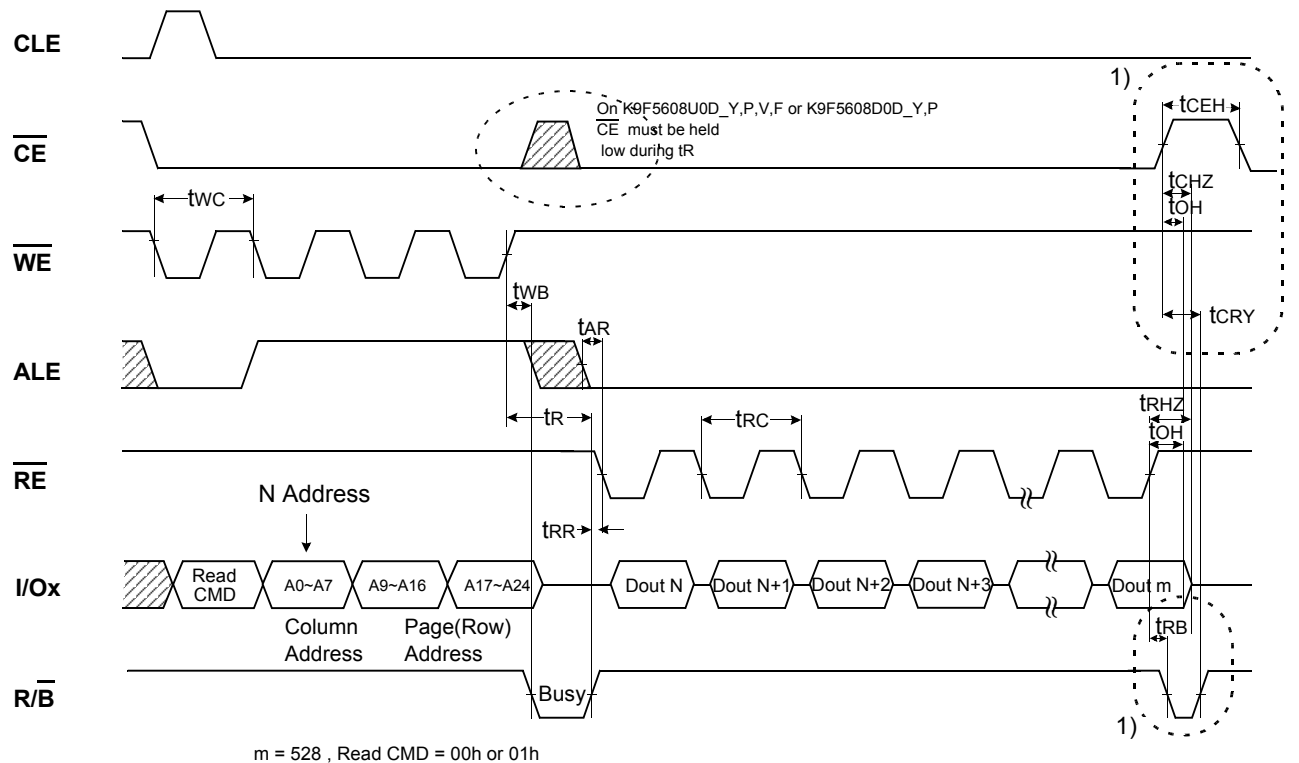 CLE
1)
tCEH
On K9F5608U0D_Y,P,V,F or K9F5608D0D_Y,P
CE must be held
low during tR
CE
tCHZ
tOH
tWC
WE
tWB
tCRY
tAR
ALE
tR
tRC
tRHZ
tOH
RE
N Address
tRR
I/Ox
Read
CMD
A0~A7
A9~A16
A17~A24
Dout N
Dout N+1
Dout N+2
Dout N+3
Dout m
Column
Address
Page(Row)
Address
tRB
R/B
Busy
1)
m = 528 , Read CMD = 00h or 01h